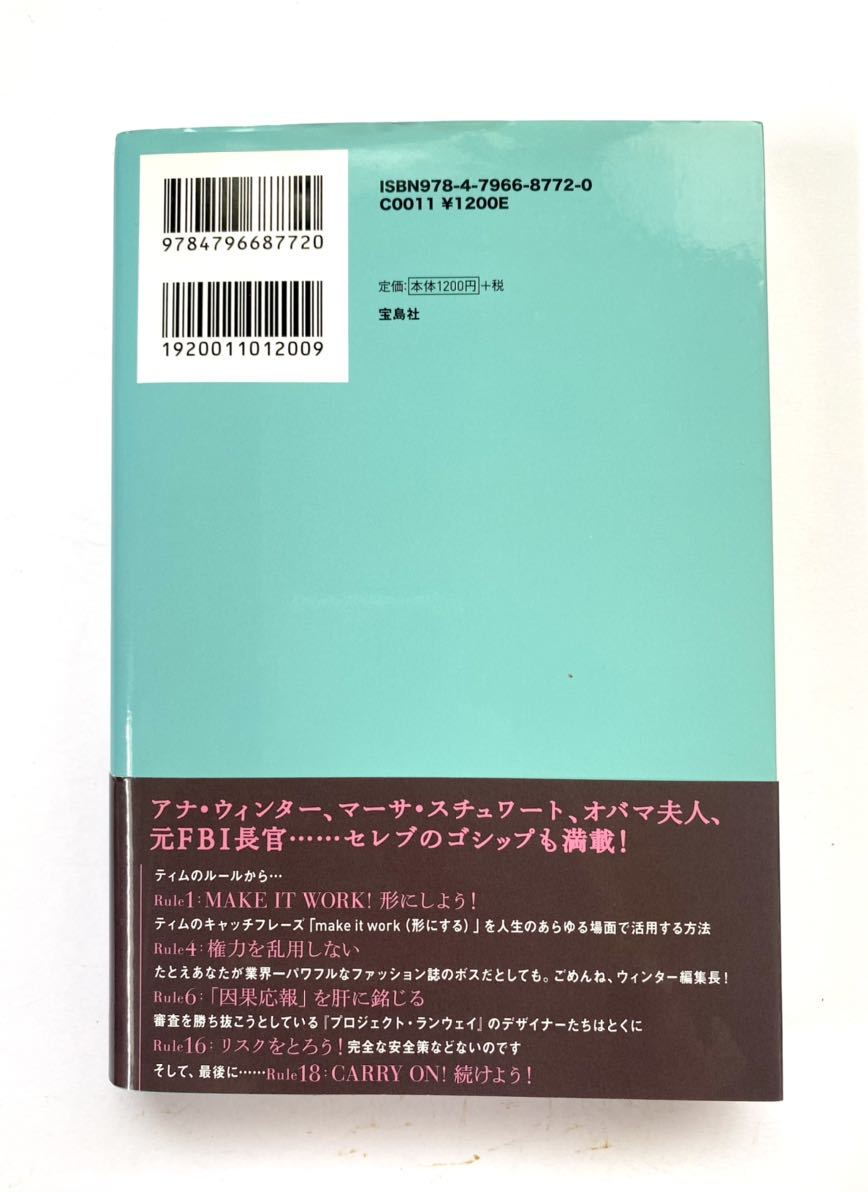 9784796687720
1920011012009
ISBN978-4-7966-8772-0
C0011 ¥1200E
定価:本体1200円+税
宝島社
アナ・ウィンター、マーサ・スチュワート、オバマ夫人、
元FBI長官……セレブのゴシップも満載!
ティムのルールから…
Rule1:MAKE IT WORK! 形にしよう!
ティムのキャッチフレーズ「make it work (形にする)」を人生のあらゆる場面で活用する方法
Rule4:権力を乱用しない
たとえあなたが業界一パワフルなファッション誌のボスだとしても。ごめんね、ウィンター編集長!
Rule6:「因果応報」を肝に銘じる
審査を勝ち抜こうとしている『プロジェクト・ランウェイ』のデザイナーたちはとくに
Rule16:リスクをとろう!完全な安全策などないのです
そして、最後に……Rule18:CARRY ON! 続けよう!